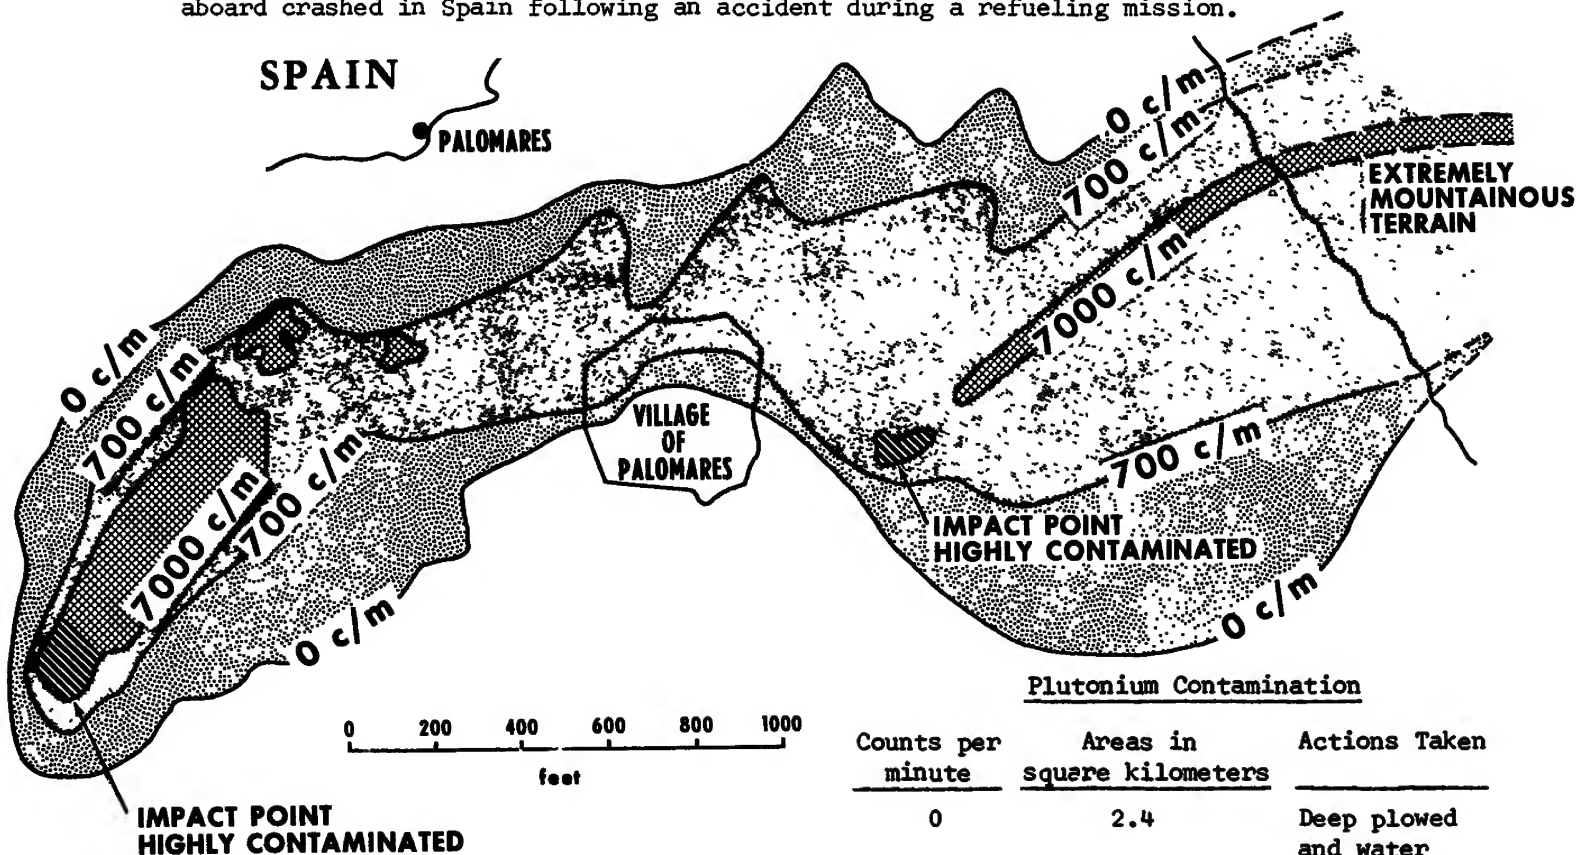 aboard crashed in Spain following an accident during a refueling mission.
SPAIN
PALOMARES
0 c/m
700 c/m
7000 c/m
EXTREMELY
MOUNTAINOUS
TERRAIN
0 c/m
700 c/m
7000 c/m
700 c/m
0 c/m
VILLAGE
OF
PALOMARES
700 c/m
0 c/m
IMPACT POINT
HIGHLY CONTAMINATED
0 200 400 600 800 1000
feet
IMPACT POINT
HIGHLY CONTAMINATED
Plutonium Contamination
Counts per Areas in Actions Taken
minute square kilometers
0 2.4 Deep plowed
and water